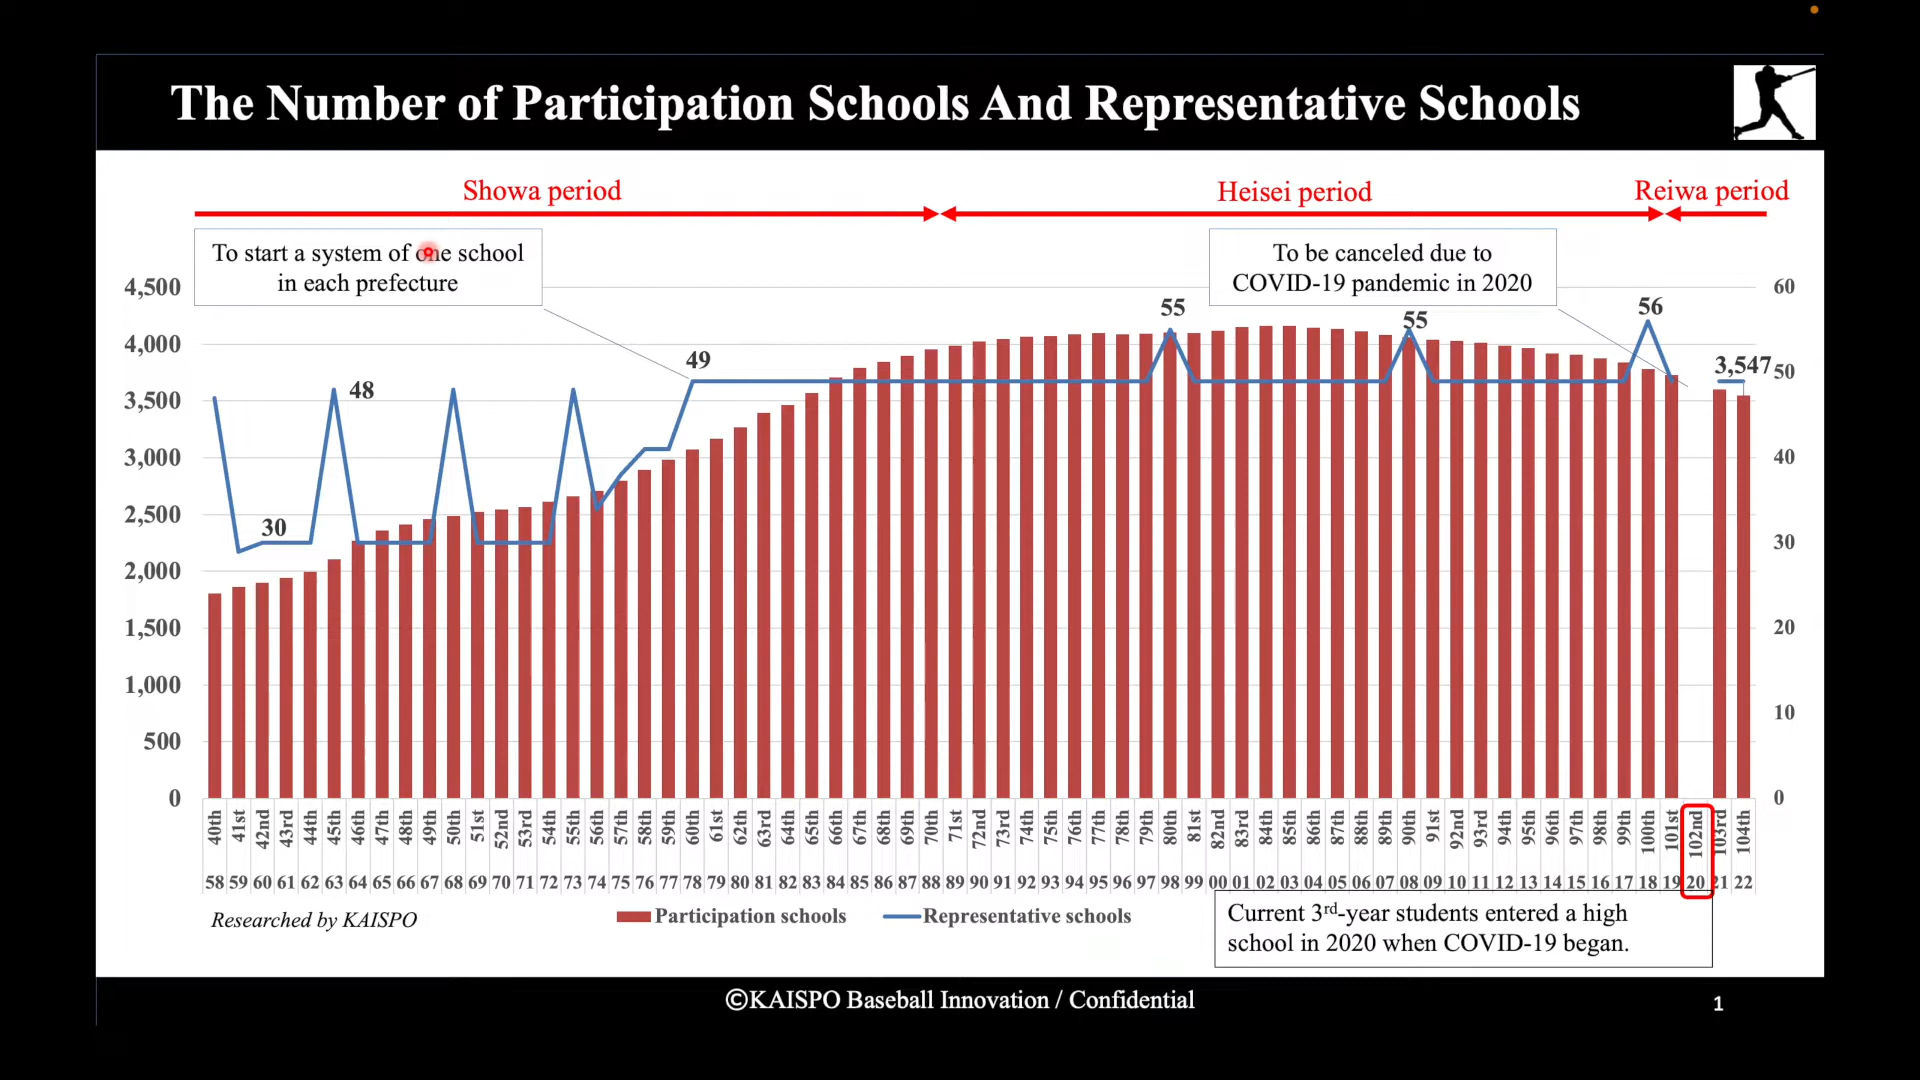 The Number of Participation Schools And Representative Schools
Showa period
Heisei period
Reiwa period
To start a system of one school
in each prefecture
To be canceled due to
COVID-19 pandemic in 2020
4,500
4,000
3,500
3,000
2,500
2,000
1,500
1,000
500
0
60
50
40
30
20
10
0
30
48
49
55
55
56
3,547
40th 41st 42nd 43rd 44th 45th 46th 47th 48th 49th 50th 51st 52nd 53rd 54th 55th 56th 57th 58th 59th 60th 61st 62th 63rd 64th 65th 66th 67th 68th 69th 70th 71st 72nd 73rd 74th 75th 76th 77th 78th 79th 80th 81st 82nd 83rd 84th 85th 86th 87th 88th 89th 90th 91st 92nd 93rd 94th 95th 96th 97th 98th 99th 100th 101st 102nd 103rd 104th
58 59 60 61 62 63 64 65 66 67 68 69 70 71 72 73 74 75 76 77 78 79 80 81 82 83 84 85 86 87 88 89 90 91 92 93 94 95 96 97 98 99 00 01 02 03 04 05 06 07 08 09 10 11 12 13 14 15 16 17 18 19 20 21 22
Researched by KAISPO
Participation schools
Representative schools
Current 3rd-year students entered a high
school in 2020 when COVID-19 began.
©KAISPO Baseball Innovation / Confidential
1